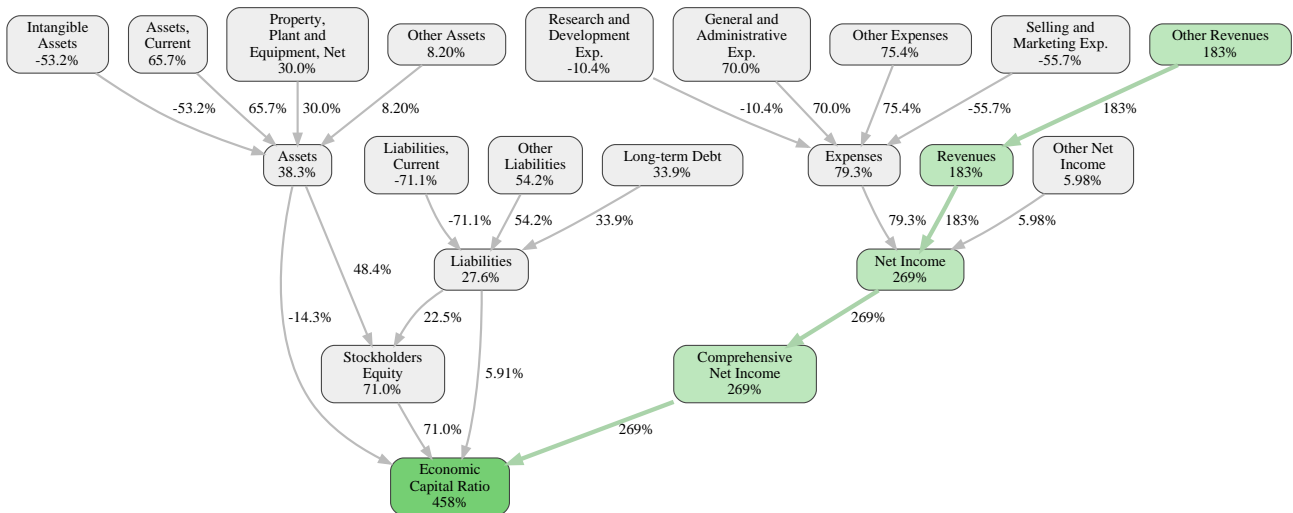 Intangible
Assets
-53.2%
Assets,
Current
65.7%
Property,
Plant and
Equipment, Net
30.0%
Other Assets
8.20%
Research and
Development
Exp.
-10.4%
General and
Administrative
Exp.
70.0%
Other Expenses
75.4%
Selling and
Marketing Exp.
-55.7%
Other Revenues
183%
-53.2%
65.7%
30.0%
8.20%
-10.4%
70.0%
75.4%
-55.7%
183%
Assets
38.3%
Liabilities,
Current
-71.1%
Other
Liabilities
54.2%
Long-term Debt
33.9%
Expenses
79.3%
Revenues
183%
Other Net
Income
5.98%
-71.1%
54.2%
33.9%
79.3%
183%
5.98%
48.4%
Liabilities
27.6%
Net Income
269%
-14.3%
22.5%
269%
Stockholders
Equity
71.0%
5.91%
Comprehensive
Net Income
269%
71.0%
269%
Economic
Capital Ratio
458%